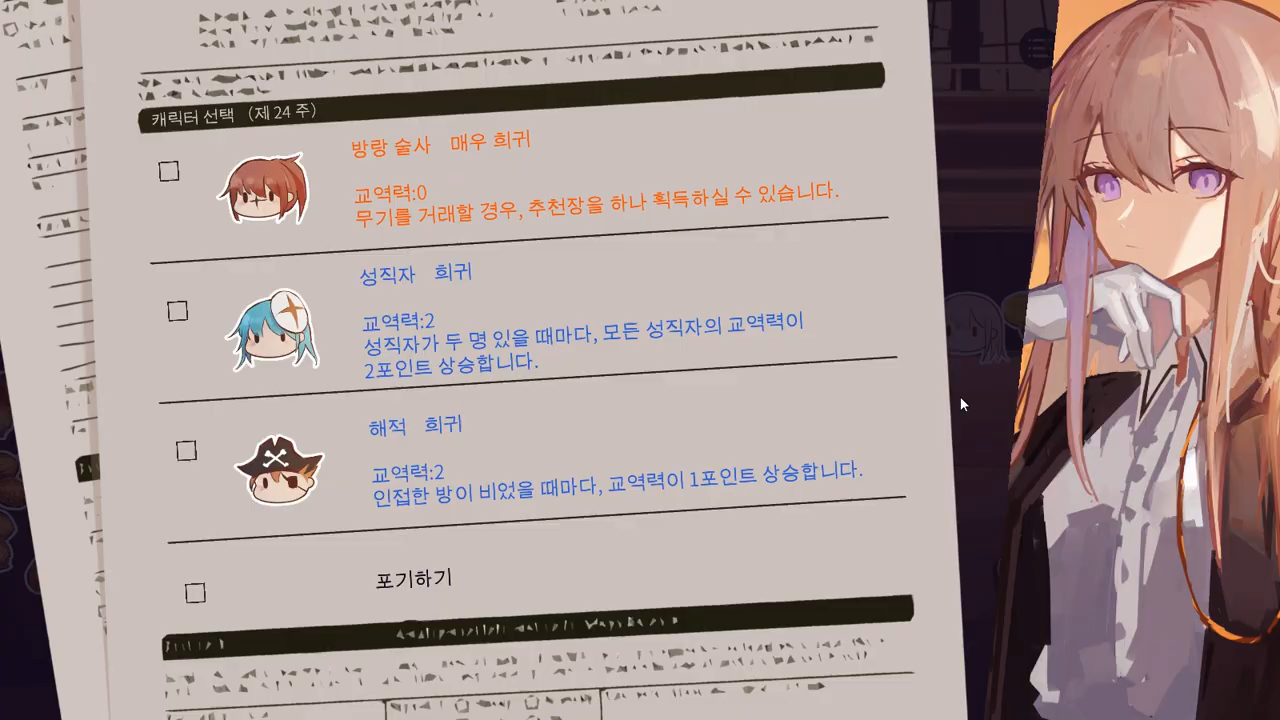 캐릭터 선택 (제 24 주)
방랑 술사 매우 희귀
교역력:0
무기를 거래할 경우, 추천장을 하나 획득하실 수 있습니다.
성직자 희귀
교역력:2
성직자가 두 명 있을 때마다, 모든 성직자의 교역력이
2포인트 상승합니다.
해적 희귀
교역력:2
인접한 방이 비었을 때마다, 교역력이 1포인트 상승합니다.
포기하기